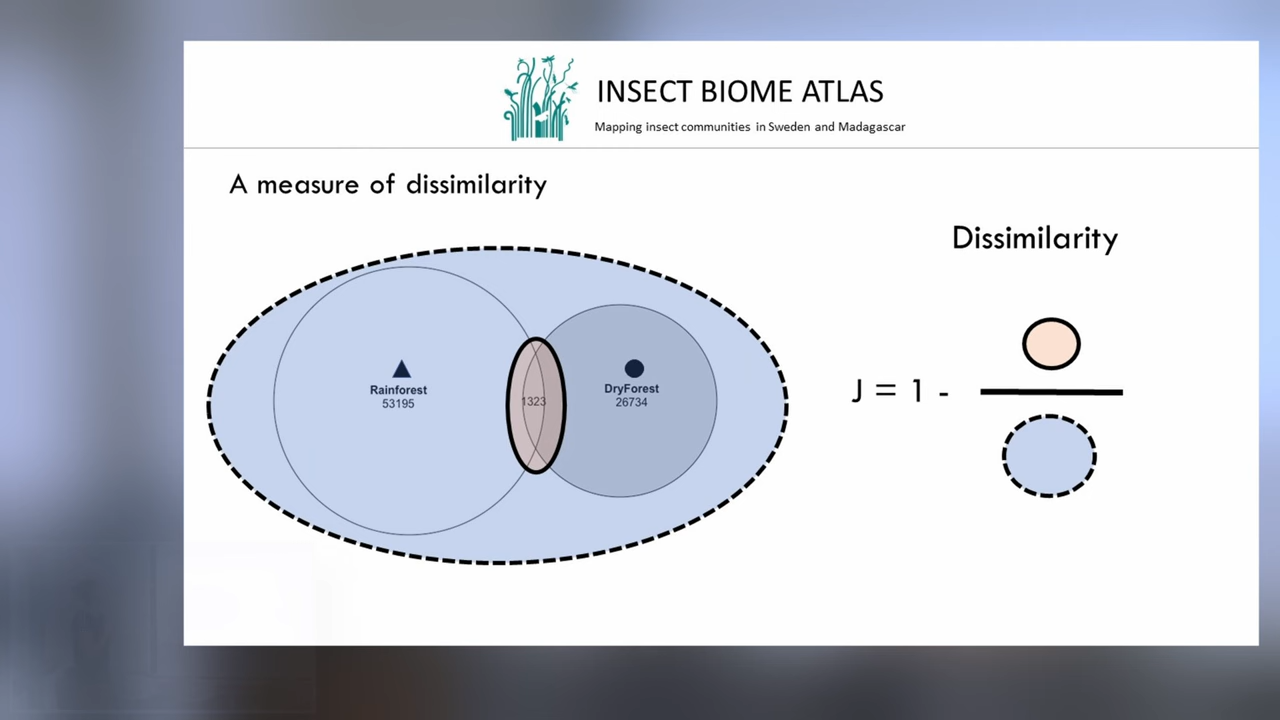 INSECT BIOME ATLAS
Mapping insect communities in Sweden and Madagascar
A measure of dissimilarity
Dissimilarity
Rainforest
53195
1323
DryForest
26734
J = 1 -